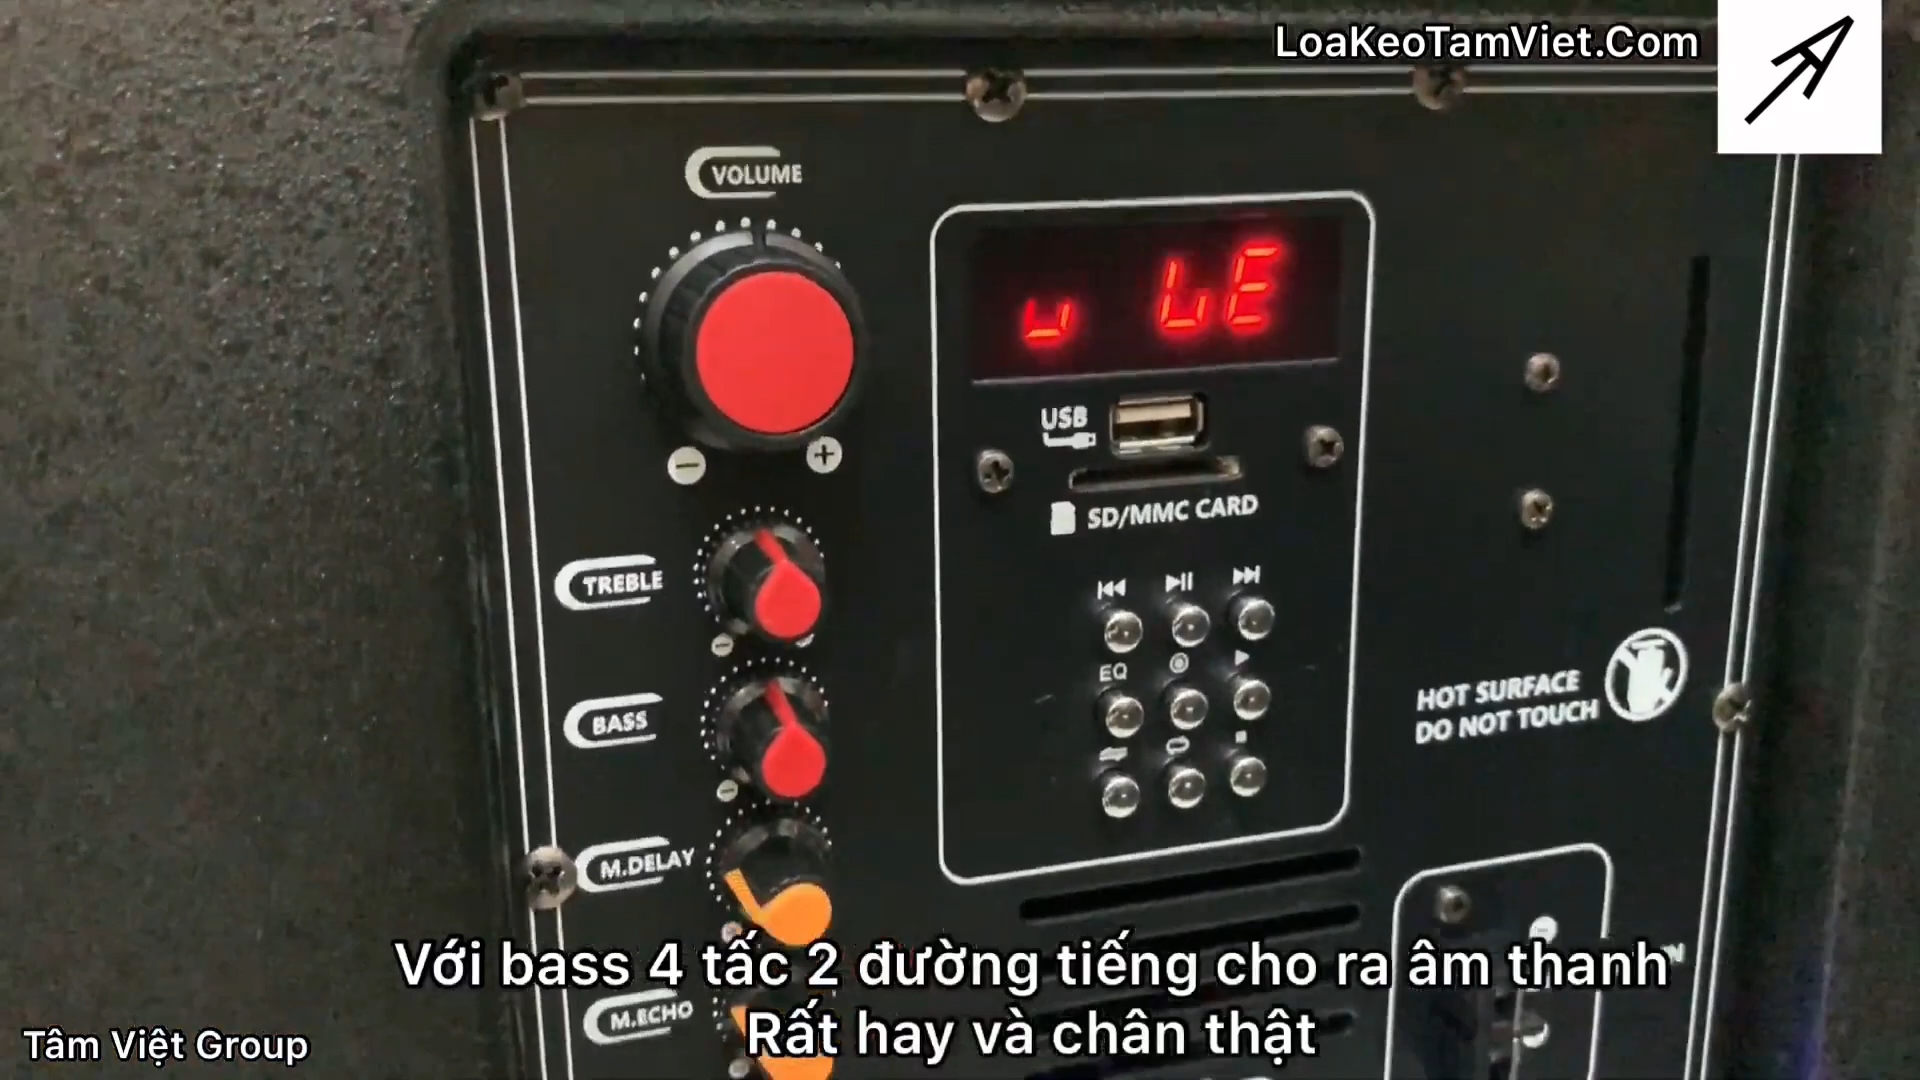 LoaKeoTamViet.Com
VOLUME
USB
SD/MMC CARD
TREBLE
EQ
BASS
HOT SURFACE
DO NOT TOUCH
M.DELAY
M.ECHO
Với bass 4 tấc 2 đường tiếng cho ra âm thanh
Rất hay và chân thật
Tâm Việt Group